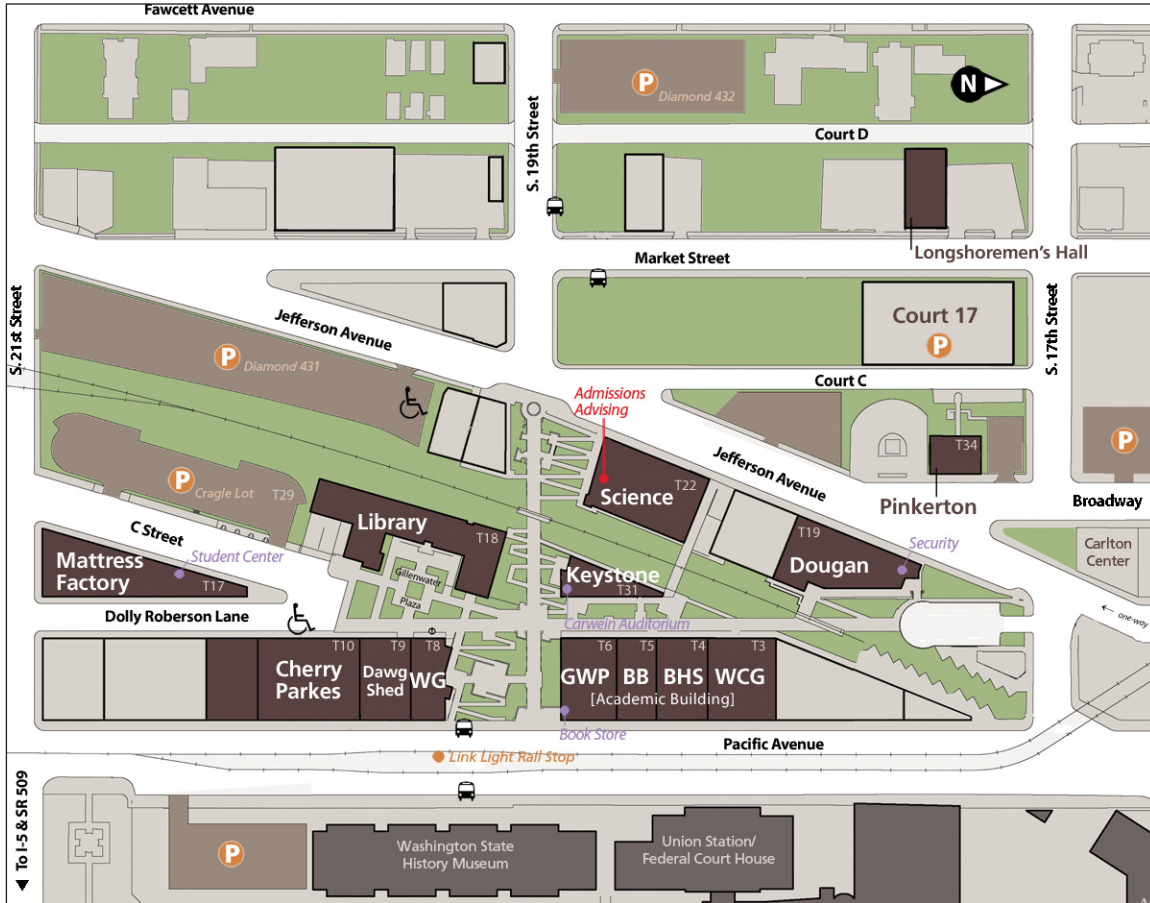 Fawcett Avenue
P
Diamond 432
N
S. 19th Street
Court D
Longshoremen's Hall
Market Street
S. 21st Street
Jefferson Avenue
Court 17
P
S. 17th Street
P
Diamond 431
Court C
Admissions
Advising
Jefferson Avenue
T34
P
Pinkerton
Broadway
P
Cragle Lot
T29
Science
T22
C Street
Library
T18
T19
Dougan
Security
Carlton
Center
Mattress
Factory
Student Center
T17
Gillenwater
Plaza
Keystone
T31
one-way
Dolly Roberson Lane
Carwein Auditorium
T10
T9
T8
T6
T5
T4
T3
Cherry
Parkes
Dawg
Shed
WG
GWP
BB
BHS
WCG
[Academic Building]
Book Store
Pacific Avenue
Link Light Rail Stop
To I-5 & SR 509
P
Washington State
History Museum
Union Station/
Federal Court House